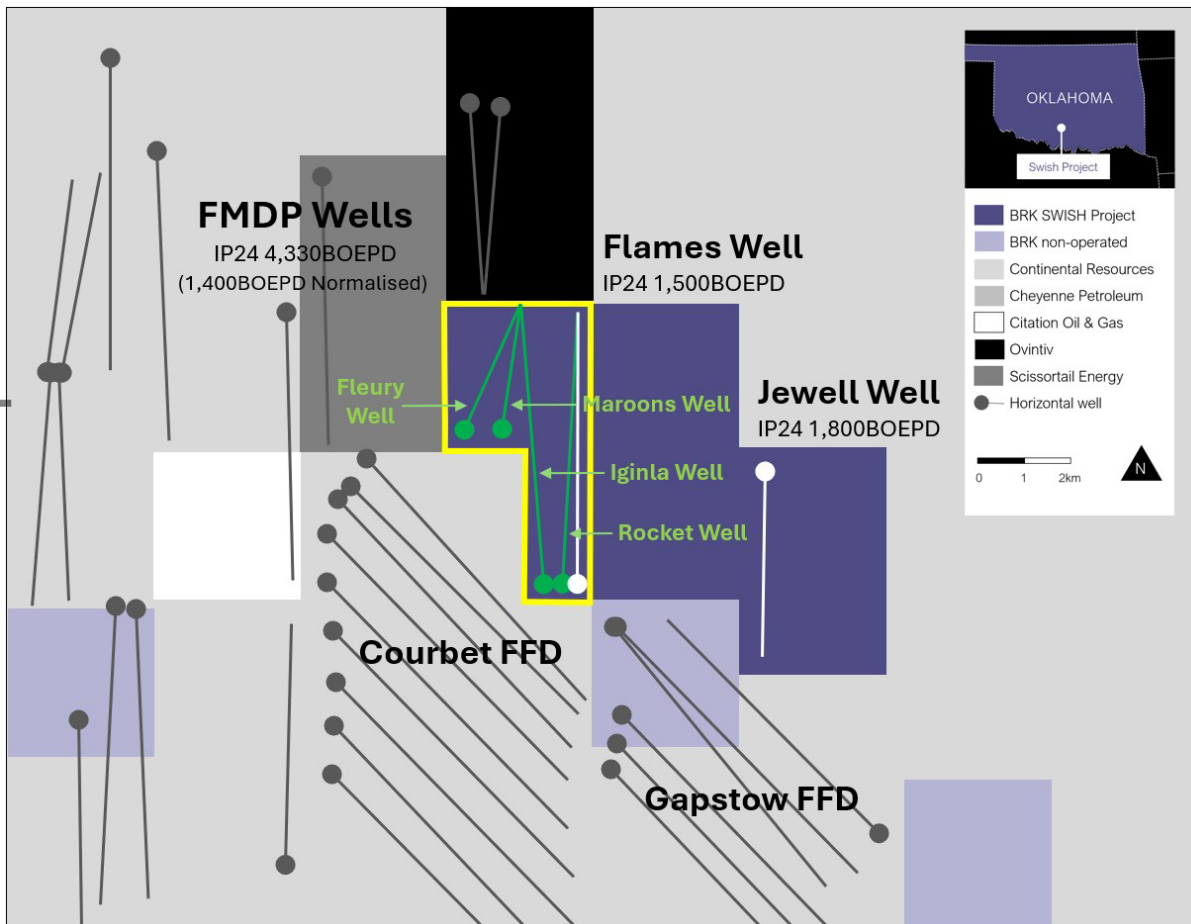 FMDP Wells
IP24 4,330BOEPD
(1,400BOEPD Normalised)
Flames Well
IP24 1,500BOEPD
Fleury
Well
Maroons Well
Jewell Well
IP24 1,800BOEPD
Iginla Well
Rocket Well
Courbet FFD
Gapstow FFD
OKLAHOMA
Swish Project
BRK SWISH Project
BRK non-operated
Continental Resources
Cheyenne Petroleum
Citation Oil & Gas
Ovintiv
Scissortail Energy
Horizontal well
0 1 2km
N